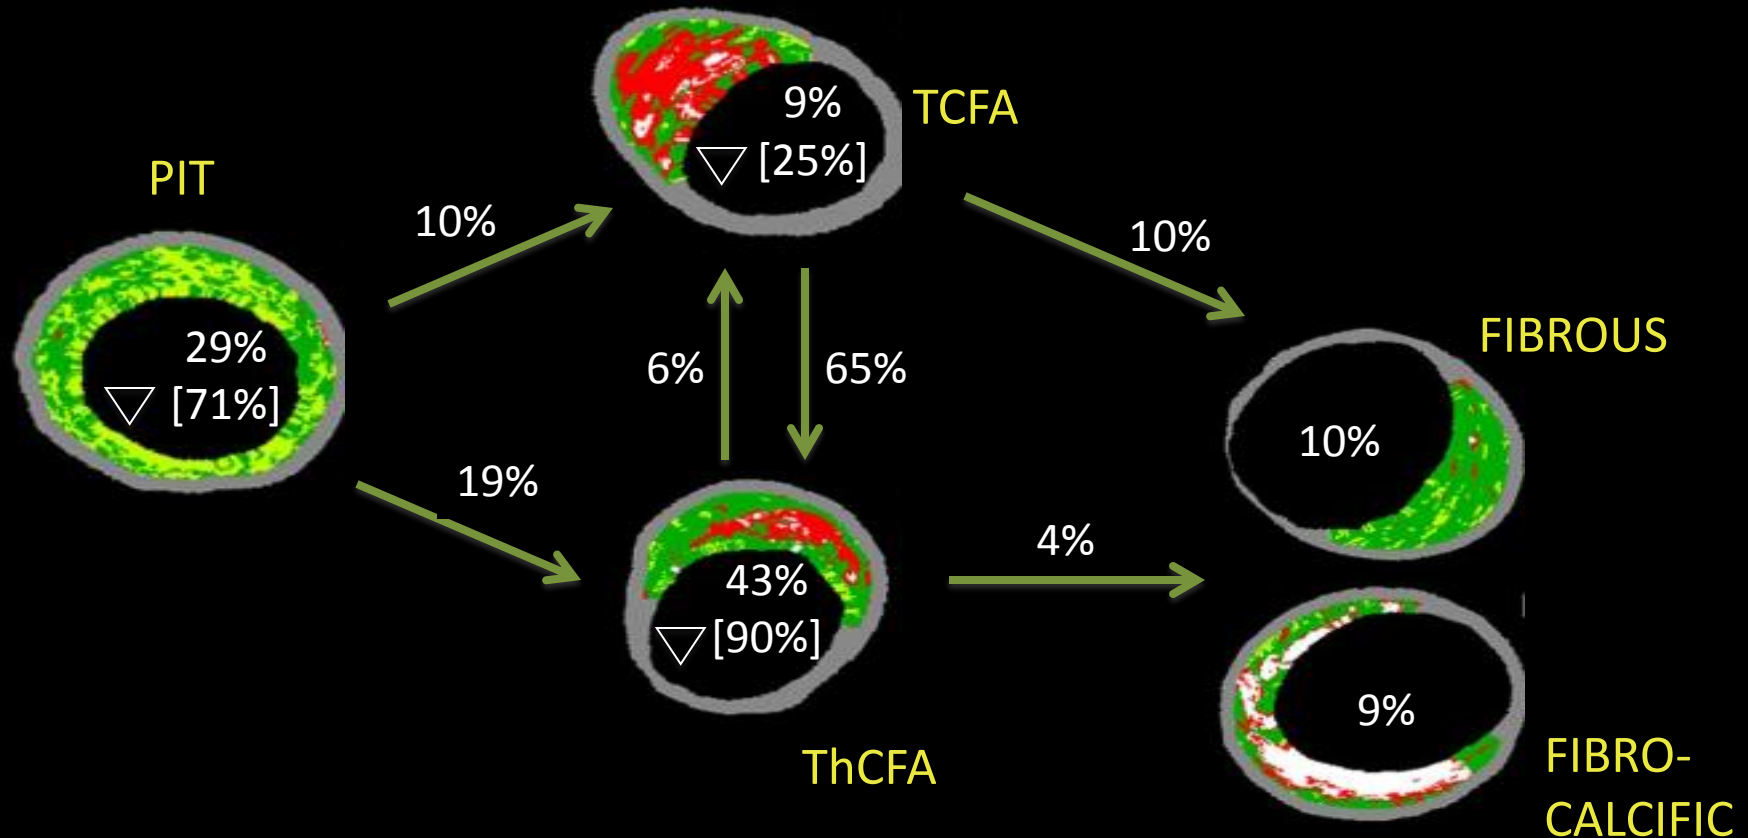 PIT
29%
[71%]
10%
19%
9%
[25%]
TCFA
6%
65%
43%
[90%]
ThCFA
10%
4%
FIBROUS
10%
9%
FIBRO-
CALCIFIC